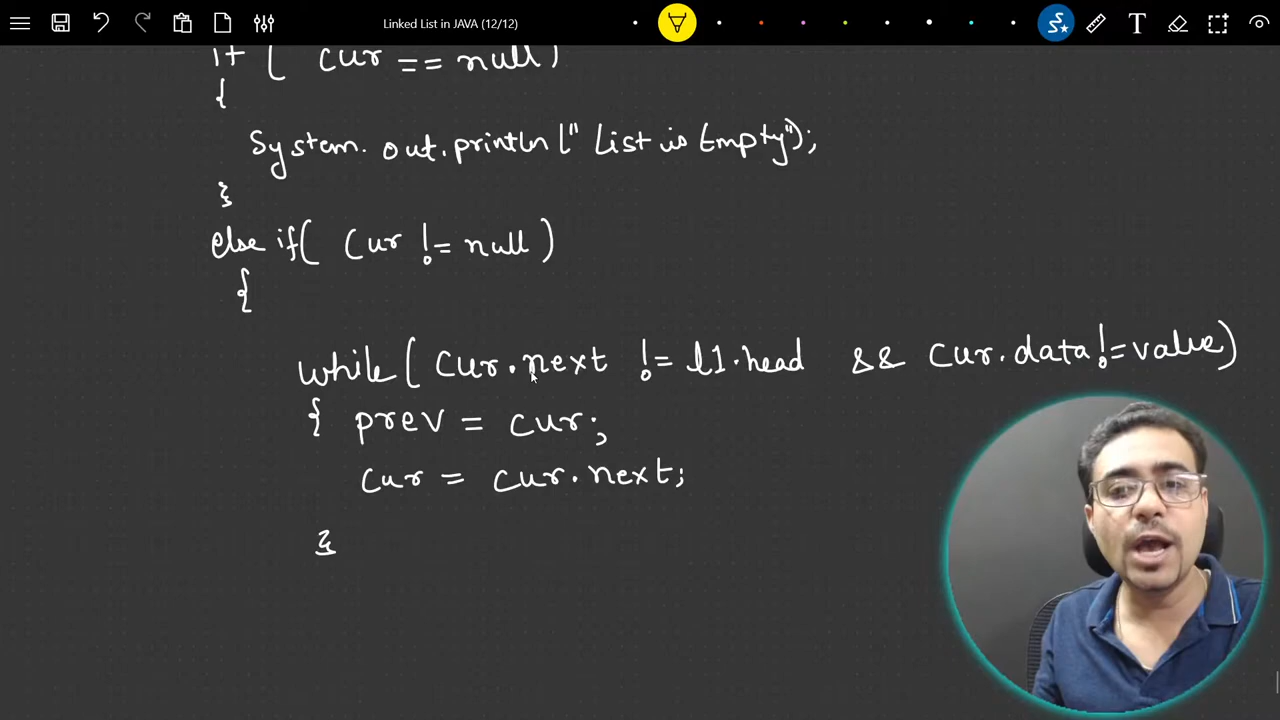 Linked List in JAVA (12/12)
T
if ( cur == null)
{
System.out.println("List is Empty");
}
else if( cur != null)
{
while( cur.next != l1.head && cur.data != value)
{ prev = cur;
cur = cur.next;
}